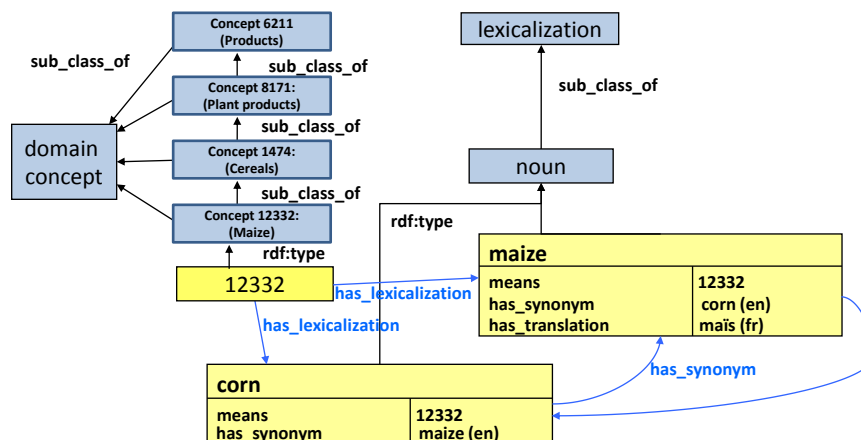 Concept 6211
(Products)
lexicalization
sub_class_of
sub_class_of
Concept 8171:
(Plant products)
sub_class_of
sub_class_of
domain
concept
Concept 1474:
(Cereals)
noun
sub_class_of
Concept 12332:
(Maize)
rdf:type
rdf:type
maize
12332
means 12332
has_lexicalization
has_synonym corn (en)
has_lexicalization
has_translation maïs (fr)
has_synonym
corn
means 12332
has_synonym maize (en)